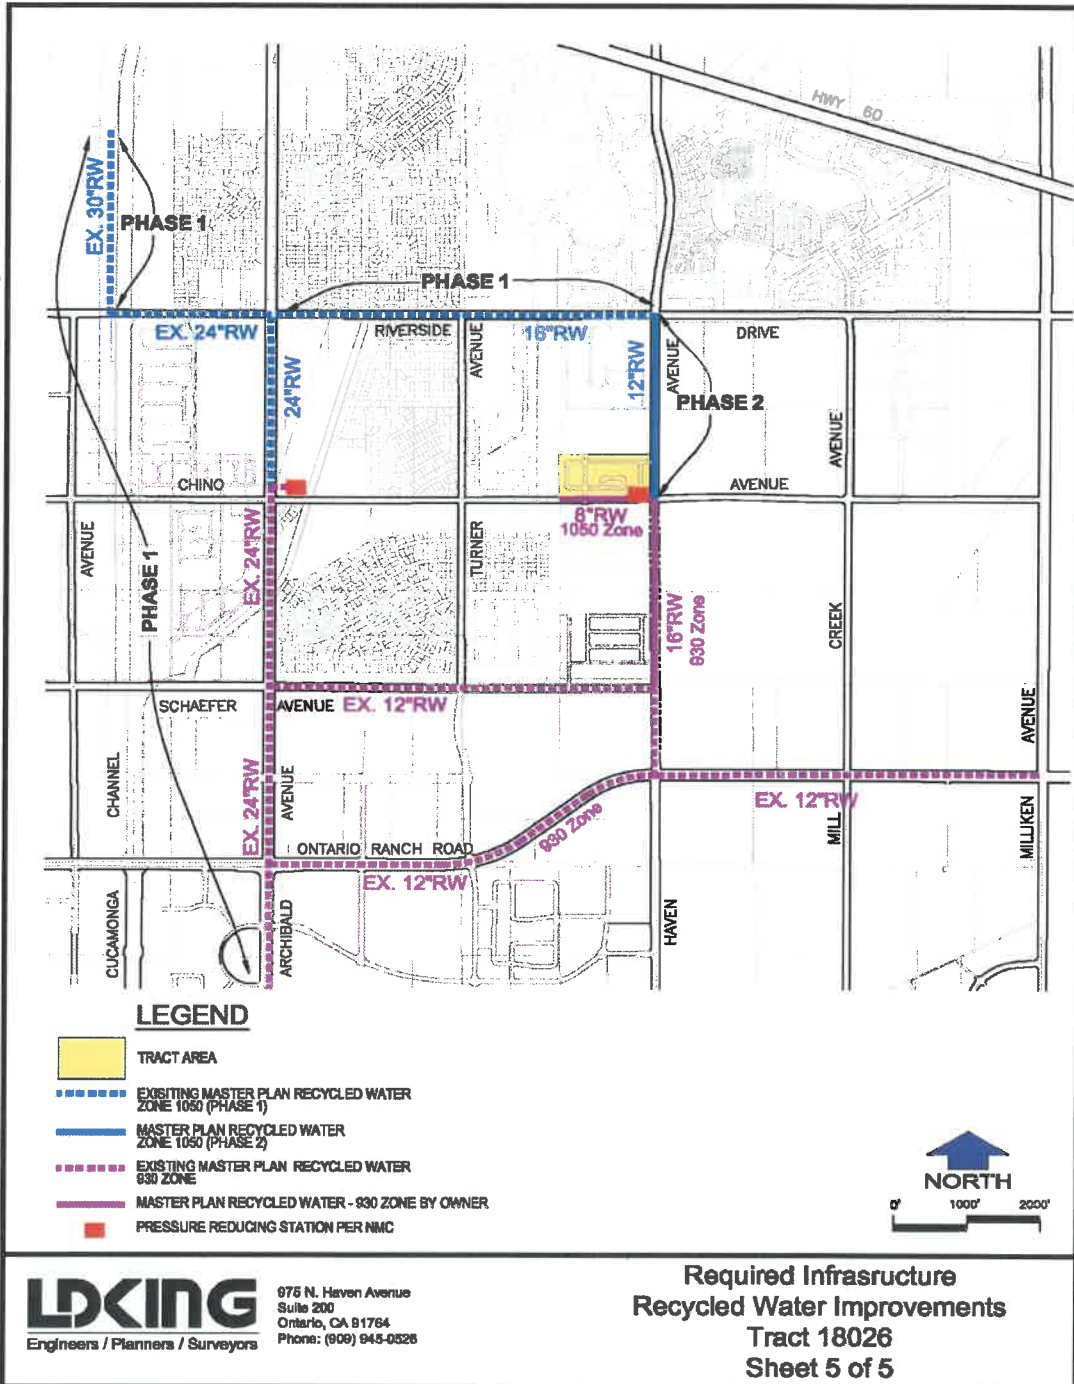 HWY 60
EX. 30"RW
PHASE 1
PHASE 1
EX. 24"RW
RIVERSIDE
AVENUE
16"RW
DRIVE
24"RW
12"RW
AVENUE
PHASE 2
AVENUE
CHINO
AVENUE
8"RW
1050 Zone
AVENUE
PHASE 1
EX. 24"RW
TURNER
16"RW
930 Zone
CREEK
SCHAEFER
AVENUE
EX. 12"RW
AVENUE
CHANNEL
EX. 24"RW
AVENUE
930 Zone
EX. 12"RW
MILL
MILLIKEN
ONTARIO RANCH ROAD
EX. 12"RW
CUCAMONGA
ARCHIBALD
HAVEN
LEGEND
TRACT AREA
EXISITING MASTER PLAN RECYCLED WATER
ZONE 1050 (PHASE 1)
MASTER PLAN RECYCLED WATER
ZONE 1050 (PHASE 2)
EXISTING MASTER PLAN RECYCLED WATER
930 ZONE
MASTER PLAN RECYCLED WATER - 930 ZONE BY OWNER
PRESSURE REDUCING STATION PER NMC
NORTH
0' 1000' 2000'
LDKING
Engineers / Planners / Surveyors
975 N. Haven Avenue
Suite 200
Ontario, CA 91764
Phone: (909) 945-0526
Required Infrasructure
Recycled Water Improvements
Tract 18026
Sheet 5 of 5